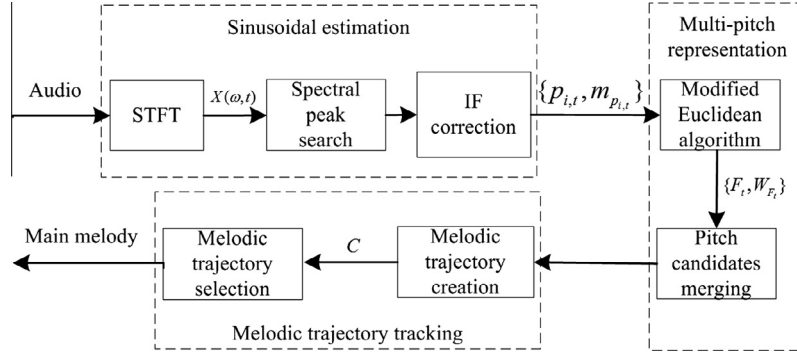 Sinusoidal estimation
Multi-pitch
representation
Audio
STFT
X(ω,t)
Spectral
peak
search
IF
correction
{p_{i,t}, m_{p_{i,t}}}
Modified
Euclidean
algorithm
{F_t, W_{F_t}}
Main melody
Melodic
trajectory
selection
C
Melodic
trajectory
creation
Pitch
candidates
merging
Melodic trajectory tracking